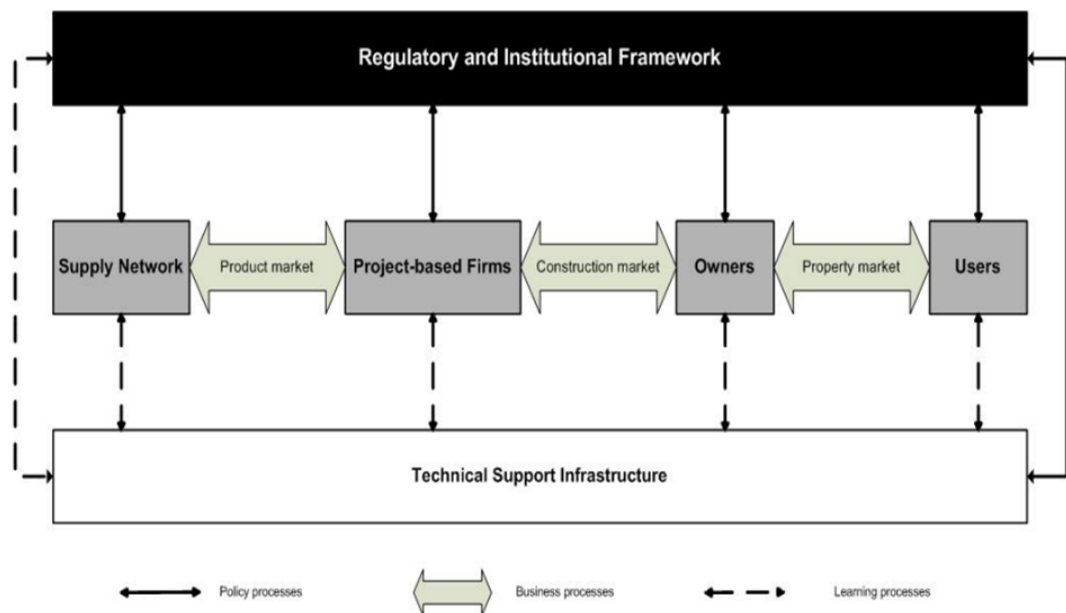 Regulatory and Institutional Framework
Supply Network
Product market
Project-based Firms
Construction market
Owners
Property market
Users
Technical Support Infrastructure
Policy processes
Business processes
Learning processes